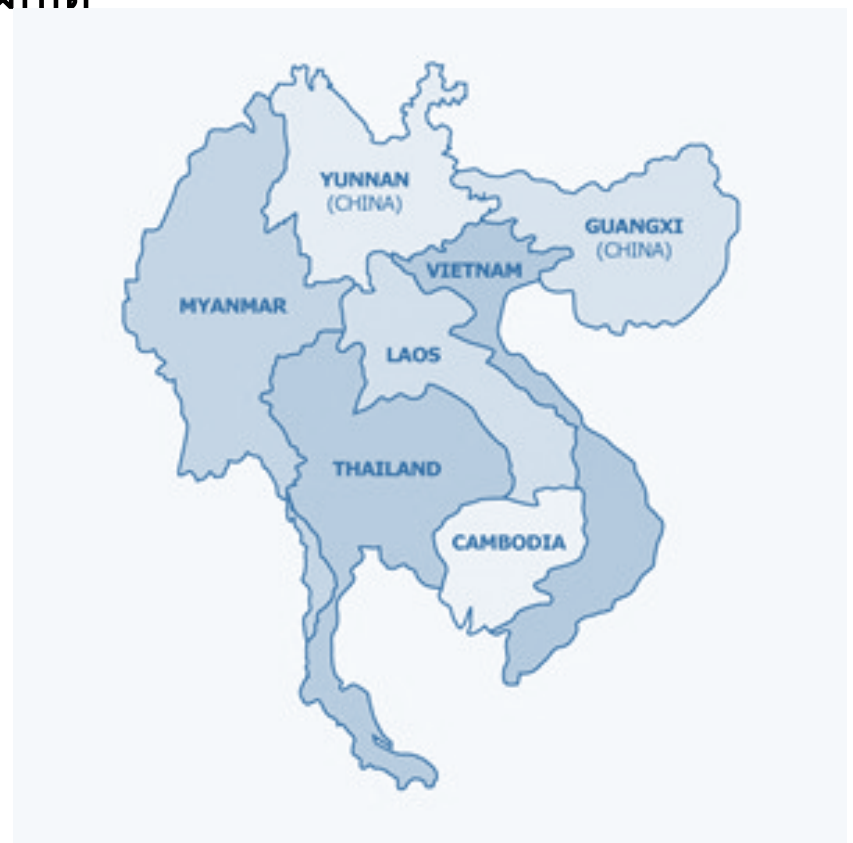 YUNNAN
(CHINA)
GUANGXI
(CHINA)
VIETNAM
MYANMAR
LAOS
THAILAND
CAMBODIA